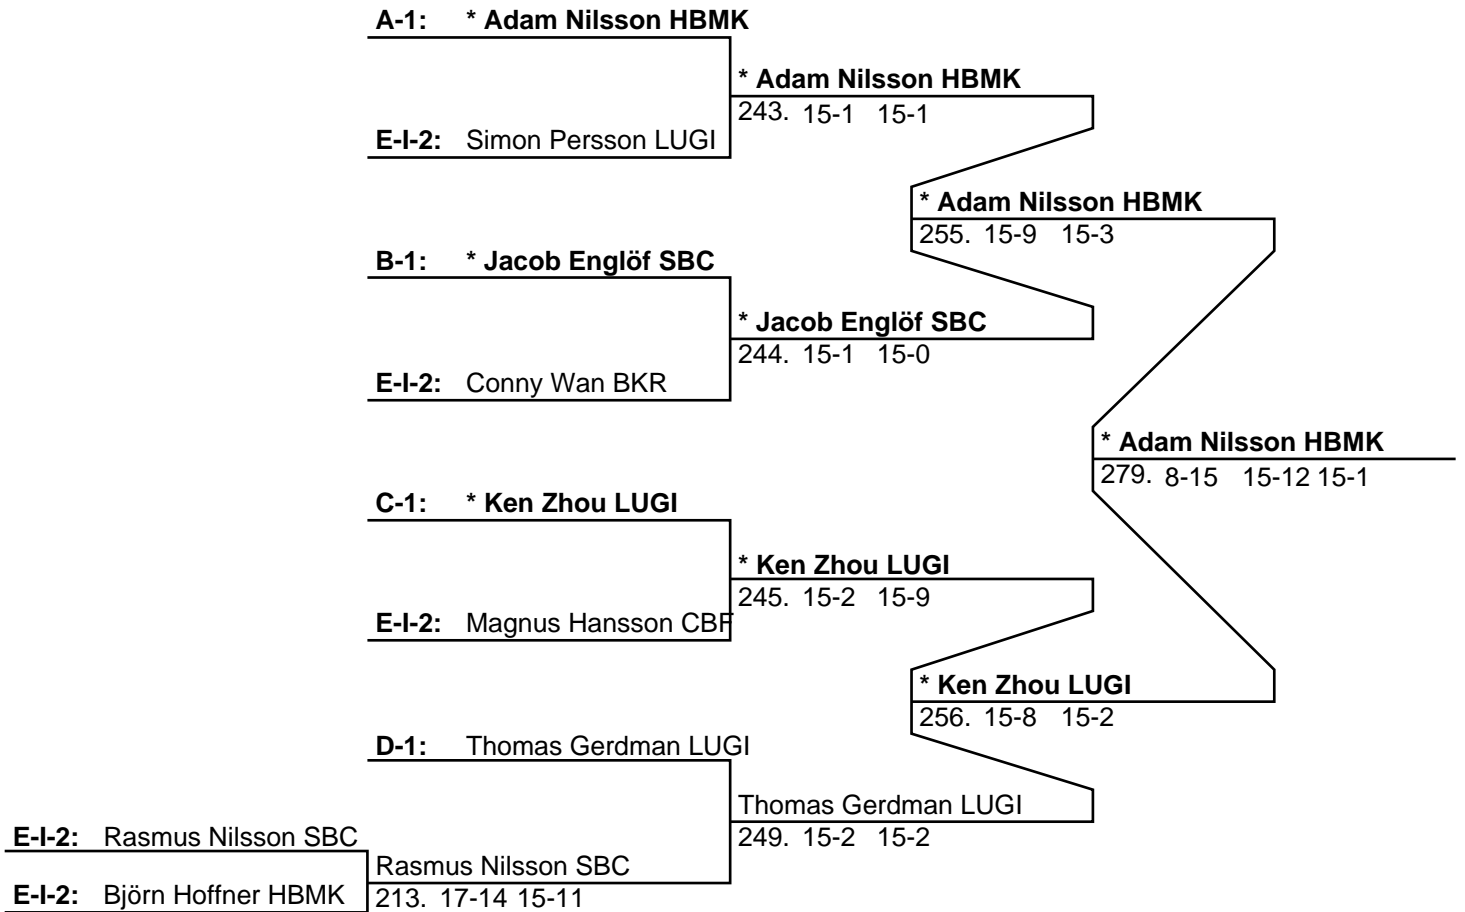 A-1: * Adam Nilsson HBMK
* Adam Nilsson HBMK
243. 15-1 15-1
E-I-2: Simon Persson LUGI
* Adam Nilsson HBMK
255. 15-9 15-3
B-1: * Jacob Englöf SBC
* Jacob Englöf SBC
244. 15-1 15-0
E-I-2: Conny Wan BKR
* Adam Nilsson HBMK
279. 8-15 15-12 15-1
C-1: * Ken Zhou LUGI
* Ken Zhou LUGI
245. 15-2 15-9
E-I-2: Magnus Hansson CBF
* Ken Zhou LUGI
256. 15-8 15-2
D-1: Thomas Gerdman LUGI
Thomas Gerdman LUGI
249. 15-2 15-2
E-I-2: Rasmus Nilsson SBC
Rasmus Nilsson SBC
213. 17-14 15-11
E-I-2: Björn Hoffner HBMK